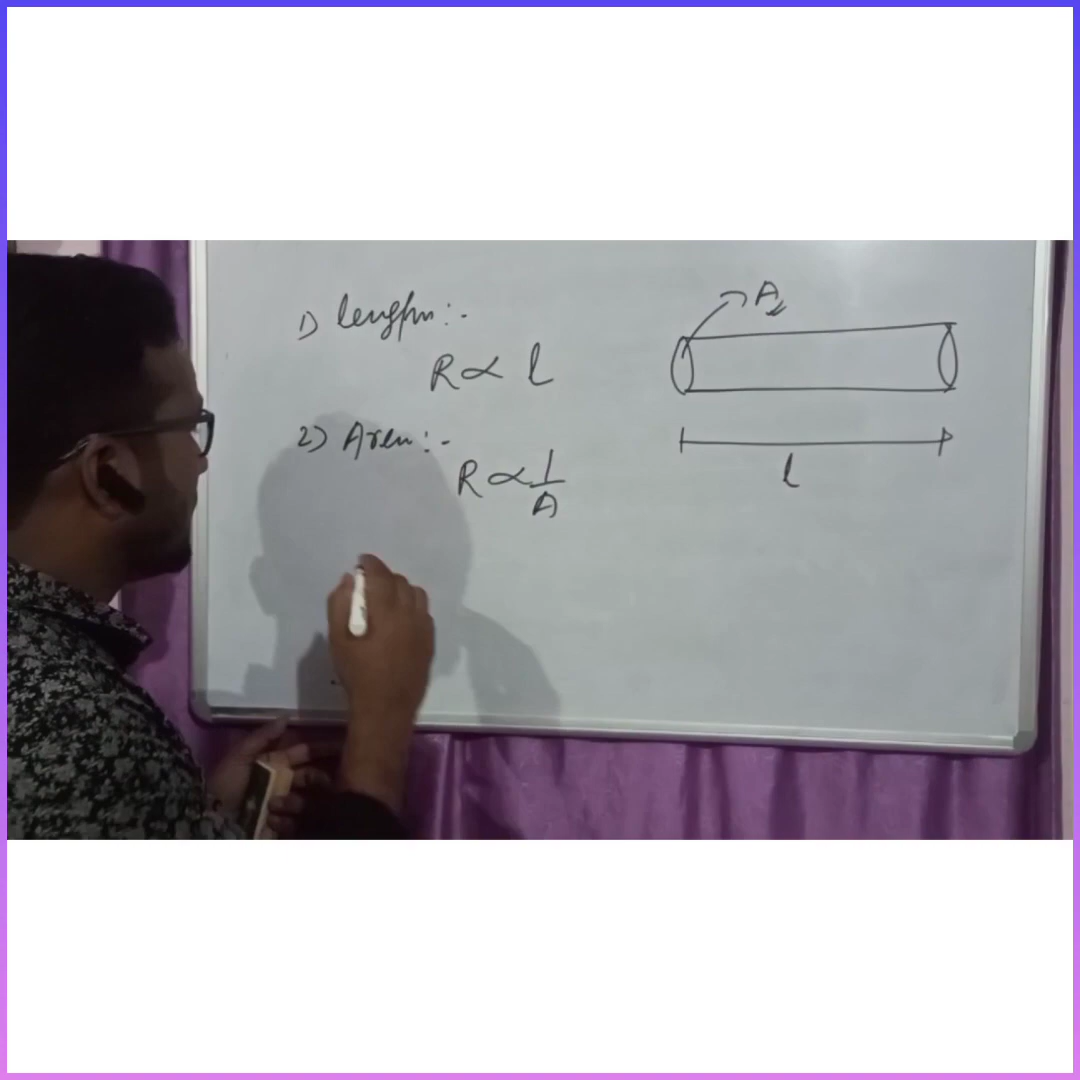 1) length:-
R ∝ l
2) Area:-
R ∝ 1/A
A
l